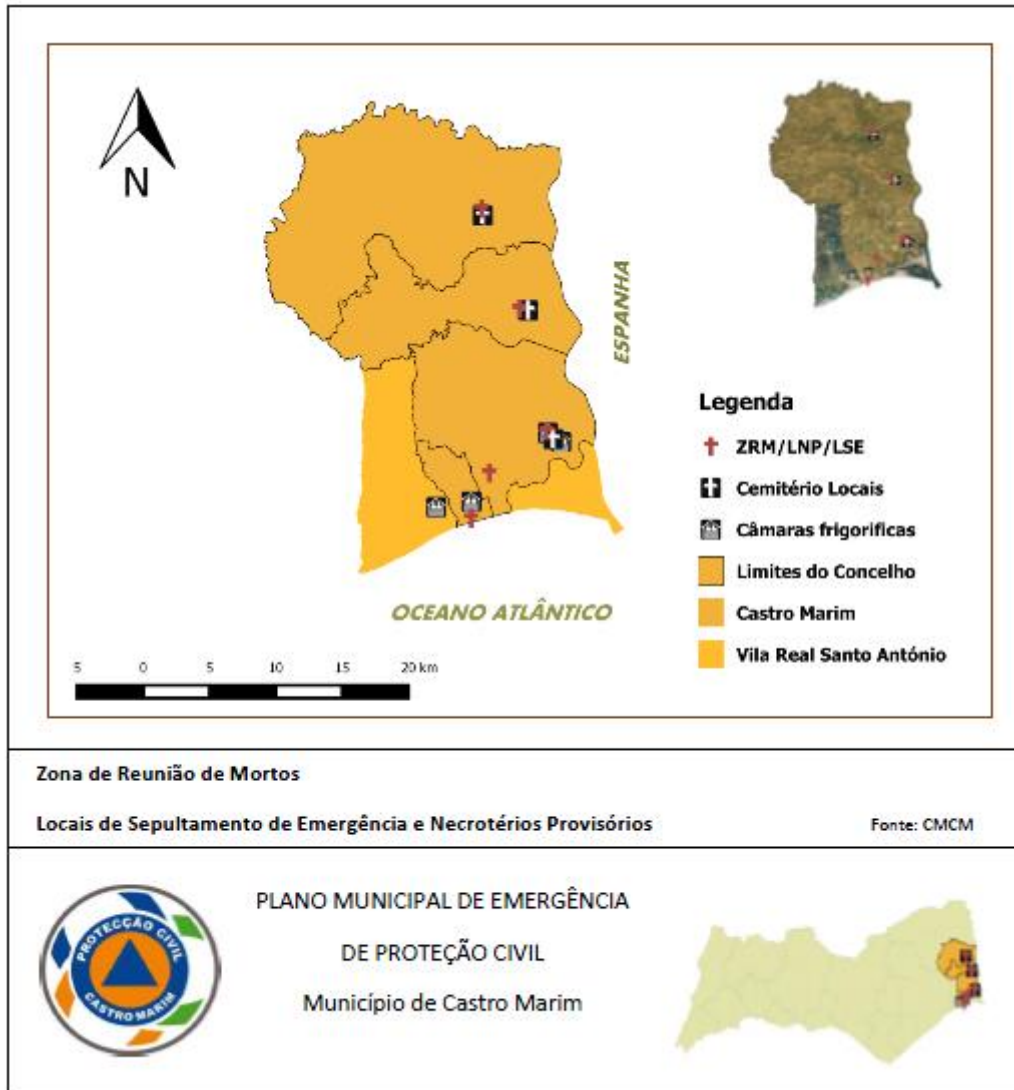 N
ESPANHA
Legenda
ZRM/LNP/LSE
Cemitério Locais
Câmaras frigorificas
Limites do Concelho
Castro Marim
Vila Real Santo António
OCEANO ATLÂNTICO
5 0 5 10 15 20 km
Zona de Reunião de Mortos
Locais de Sepultamento de Emergência e Necrotérios Provisórios
Fonte: CMCM
PROTECÇÃO CIVIL
CASTRO MARIM
PLANO MUNICIPAL DE EMERGÊNCIA
DE PROTEÇÃO CIVIL
Município de Castro Marim